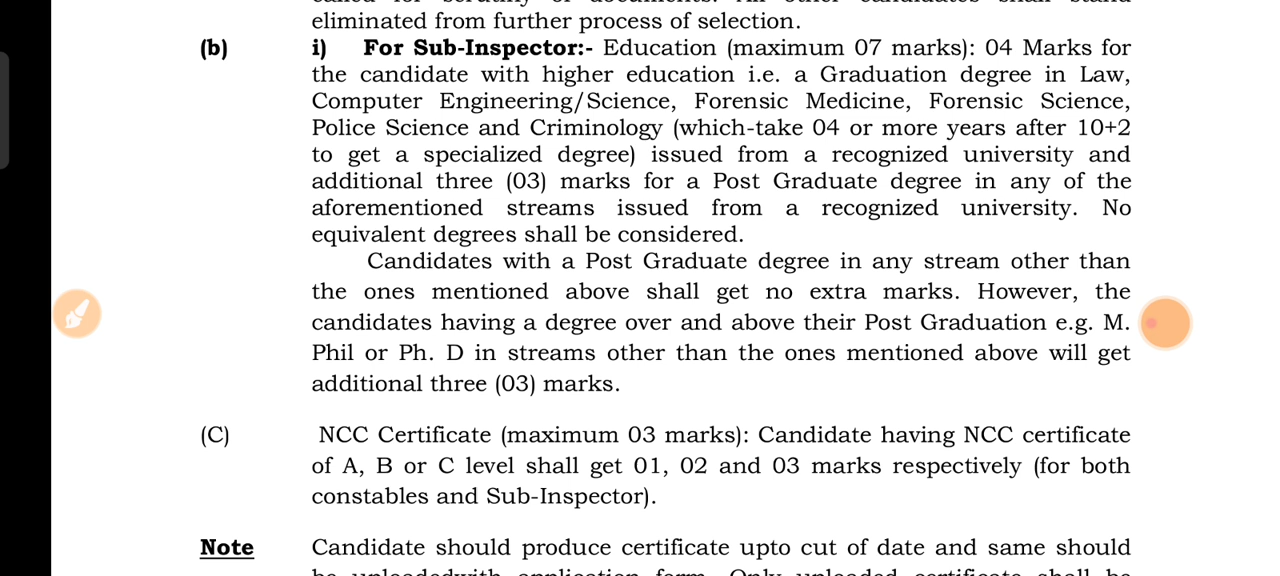 eliminated from further process of selection.
(b) i) For Sub-Inspector:- Education (maximum 07 marks): 04 Marks for
the candidate with higher education i.e. a Graduation degree in Law,
Computer Engineering/Science, Forensic Medicine, Forensic Science,
Police Science and Criminology (which-take 04 or more years after 10+2
to get a specialized degree) issued from a recognized university and
additional three (03) marks for a Post Graduate degree in any of the
aforementioned streams issued from a recognized university. No
equivalent degrees shall be considered.
Candidates with a Post Graduate degree in any stream other than
the ones mentioned above shall get no extra marks. However, the
candidates having a degree over and above their Post Graduation e.g. M.
Phil or Ph. D in streams other than the ones mentioned above will get
additional three (03) marks.
(C) NCC Certificate (maximum 03 marks): Candidate having NCC certificate
of A, B or C level shall get 01, 02 and 03 marks respectively (for both
constables and Sub-Inspector).
Note Candidate should produce certificate upto cut of date and same should